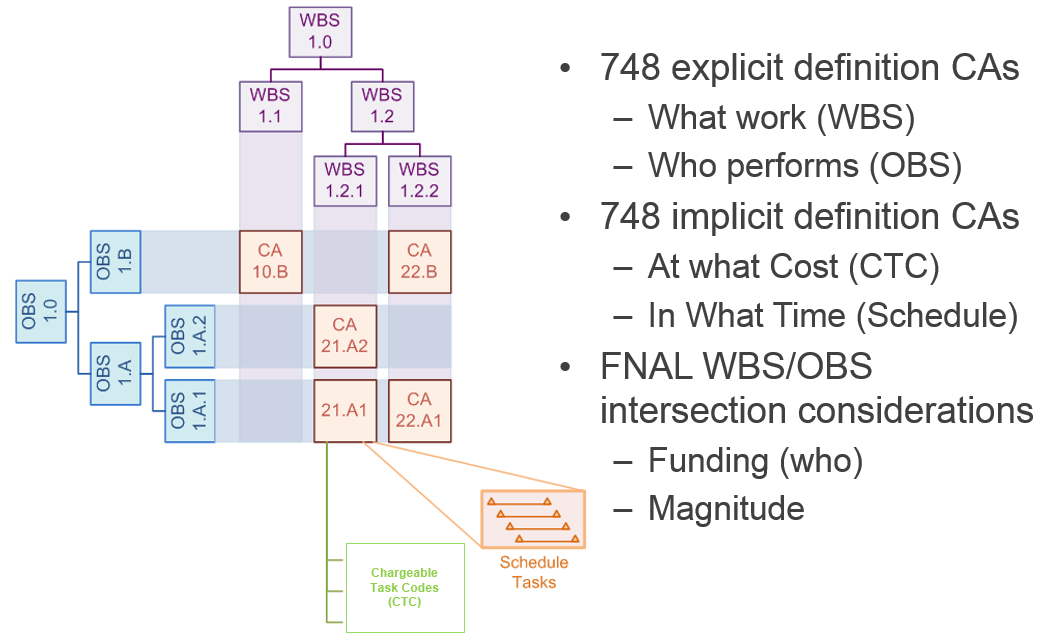 WBS
1.0
WBS
1.1
WBS
1.2
WBS
1.2.1
WBS
1.2.2
OBS
1.0
OBS
1.B
OBS
1.A
OBS
1.A.2
OBS
1.A.1
CA
10.B
CA
22.B
CA
21.A2
21.A1
CA
22.A1
Schedule
Tasks
Chargeable
Task Codes
(CTC)
• 748 explicit definition CAs
– What work (WBS)
– Who performs (OBS)
• 748 implicit definition CAs
– At what Cost (CTC)
– In What Time (Schedule)
• FNAL WBS/OBS
intersection considerations
– Funding (who)
– Magnitude